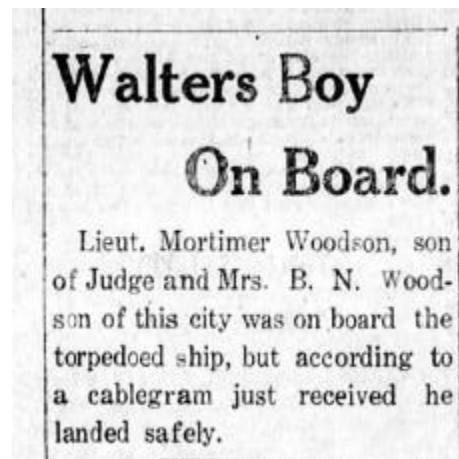 Walters Boy
On Board.
Lieut. Mortimer Woodson, son
of Judge and Mrs. B. N. Wood-
son of this city was on board the
torpedoed ship, but according to
a cablegram just received he
landed safely.